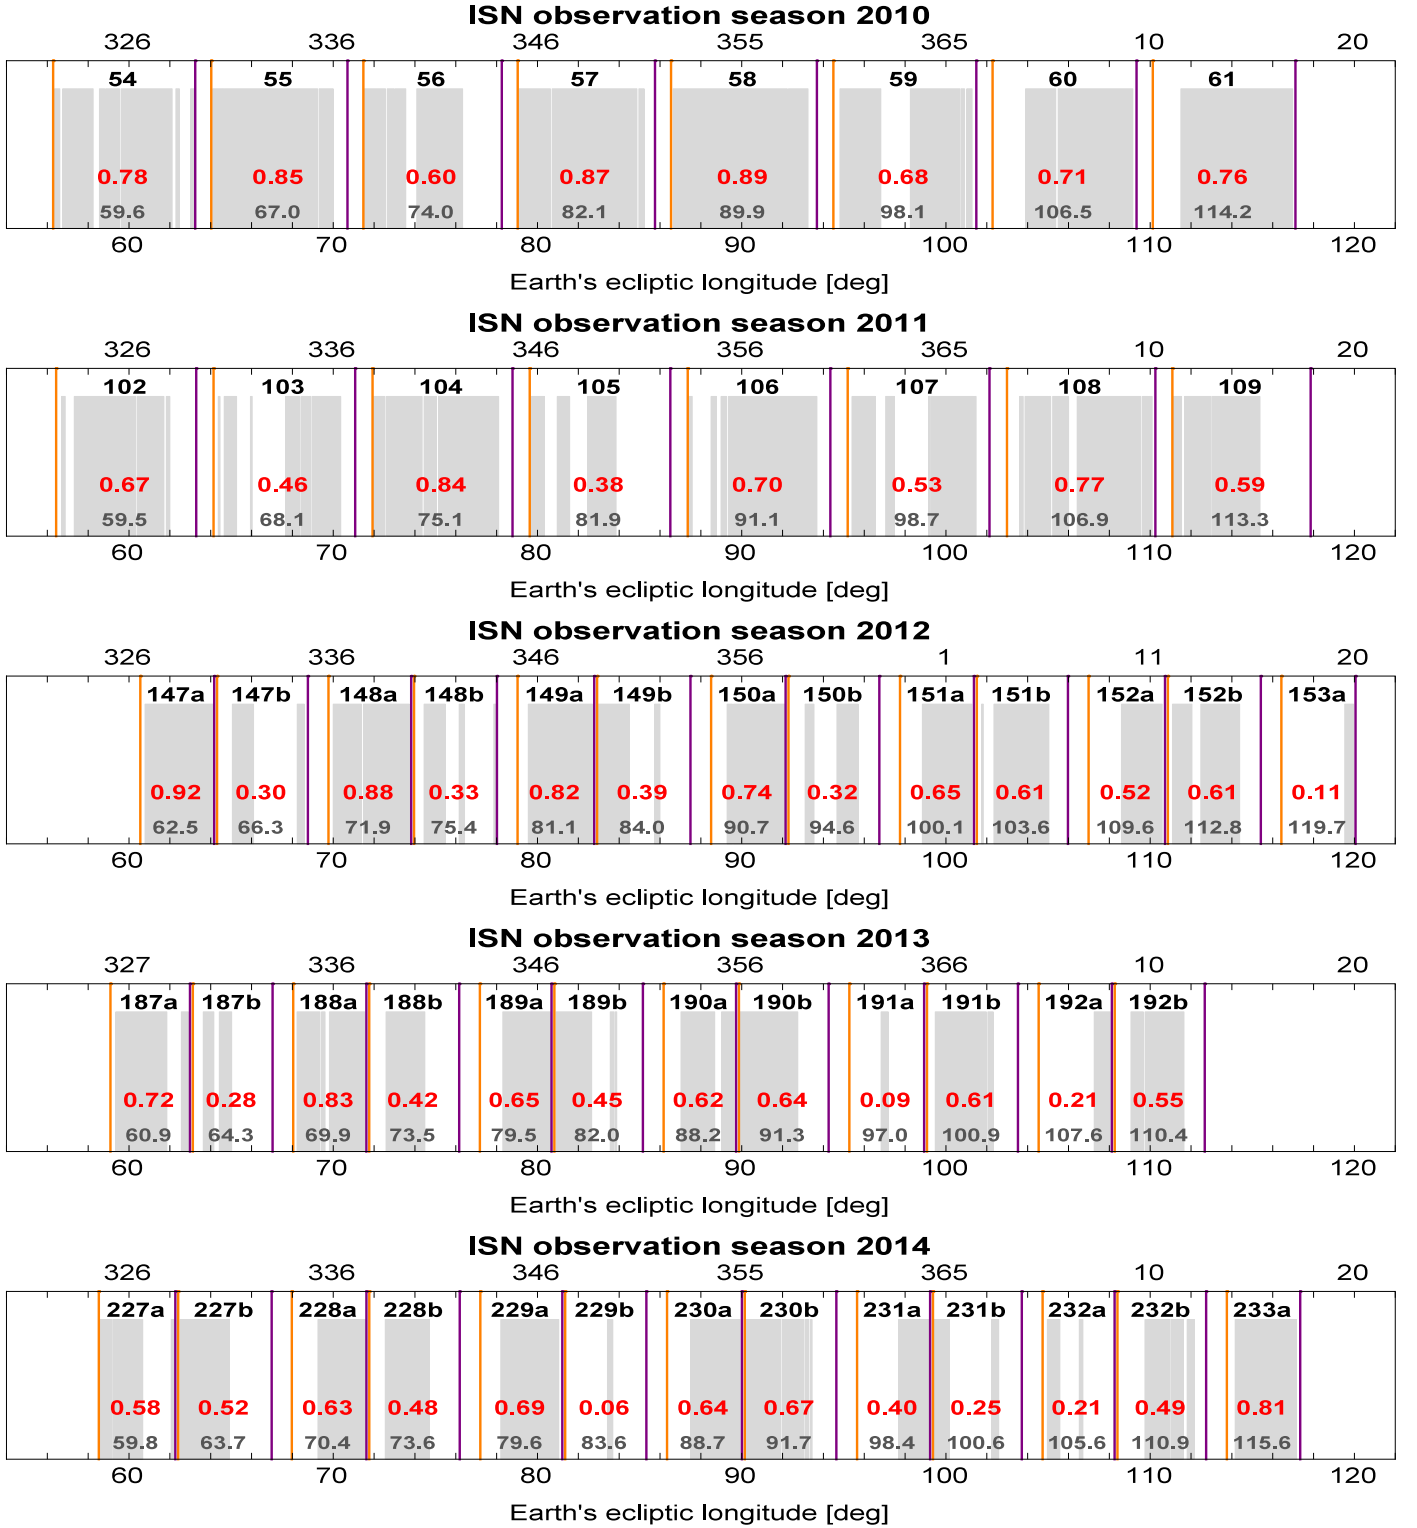 ISN observation season 2010
326 336 346 355 365 10 20
54 55 56 57 58 59 60 61
0.78 0.85 0.60 0.87 0.89 0.68 0.71 0.76
59.6 67.0 74.0 82.1 89.9 98.1 106.5 114.2
60 70 80 90 100 110 120
Earth's ecliptic longitude [deg]
ISN observation season 2011
326 336 346 356 365 10 20
102 103 104 105 106 107 108 109
0.67 0.46 0.84 0.38 0.70 0.53 0.77 0.59
59.5 68.1 75.1 81.9 91.1 98.7 106.9 113.3
60 70 80 90 100 110 120
Earth's ecliptic longitude [deg]
ISN observation season 2012
326 336 346 356 1 11 20
147a 147b 148a 148b 149a 149b 150a 150b 151a 151b 152a 152b 153a
0.92 0.30 0.88 0.33 0.82 0.39 0.74 0.32 0.65 0.61 0.52 0.61 0.11
62.5 66.3 71.9 75.4 81.1 84.0 90.7 94.6 100.1 103.6 109.6 112.8 119.7
60 70 80 90 100 110 120
Earth's ecliptic longitude [deg]
ISN observation season 2013
327 336 346 356 366 10 20
187a 187b 188a 188b 189a 189b 190a 190b 191a 191b 192a 192b
0.72 0.28 0.83 0.42 0.65 0.45 0.62 0.64 0.09 0.61 0.21 0.55
60.9 64.3 69.9 73.5 79.5 82.0 88.2 91.3 97.0 100.9 107.6 110.4
60 70 80 90 100 110 120
Earth's ecliptic longitude [deg]
ISN observation season 2014
326 336 346 355 365 10 20
227a 227b 228a 228b 229a 229b 230a 230b 231a 231b 232a 232b 233a
0.58 0.52 0.63 0.48 0.69 0.06 0.64 0.67 0.40 0.25 0.21 0.49 0.81
59.8 63.7 70.4 73.6 79.6 83.6 88.7 91.7 98.4 100.6 105.6 110.9 115.6
60 70 80 90 100 110 120
Earth's ecliptic longitude [deg]